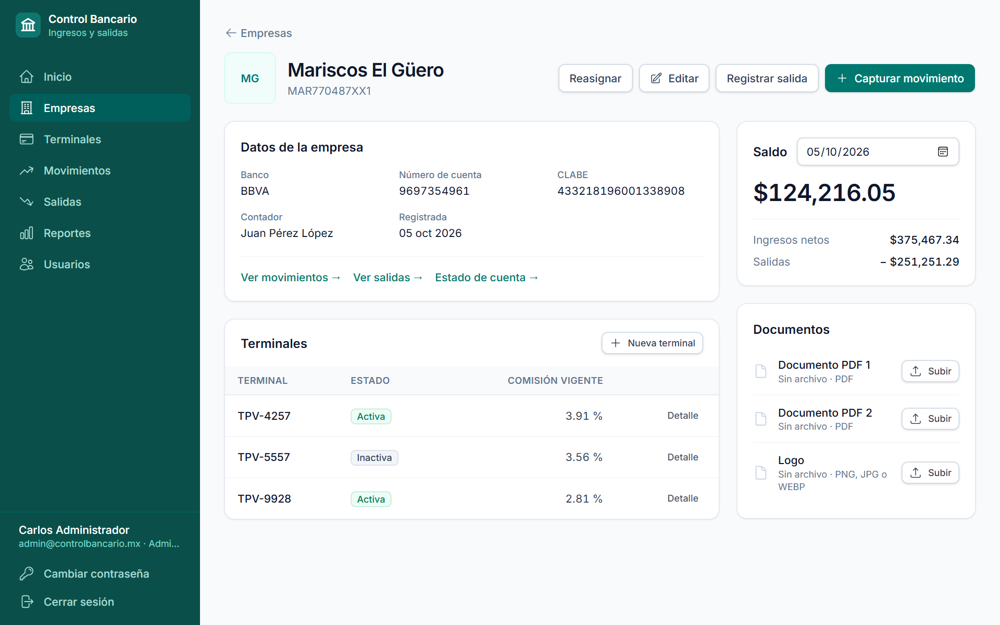 Control Bancario
Ingresos y salidas
Inicio
Empresas
Terminales
Movimientos
Salidas
Reportes
Usuarios
Carlos Administrador
admin@controlbancario.mx · Admi...
Cambiar contraseña
Cerrar sesión
← Empresas
MG
Mariscos El Güero
MAR770487XX1
Reasignar
Editar
Registrar salida
+ Capturar movimiento
Datos de la empresa
Banco
BBVA
Número de cuenta
9697354961
CLABE
433218196001338908
Contador
Juan Pérez López
Registrada
05 oct 2026
Ver movimientos → Ver salidas → Estado de cuenta →
Terminales
+ Nueva terminal
TERMINAL ESTADO COMISIÓN VIGENTE
TPV-4257 Activa 3.91 % Detalle
TPV-5557 Inactiva 3.56 % Detalle
TPV-9928 Activa 2.81 % Detalle
Saldo
05/10/2026
$124,216.05
Ingresos netos $375,467.34
Salidas − $251,251.29
Documentos
Documento PDF 1
Sin archivo · PDF
Subir
Documento PDF 2
Sin archivo · PDF
Subir
Logo
Sin archivo · PNG, JPG o
WEBP
Subir